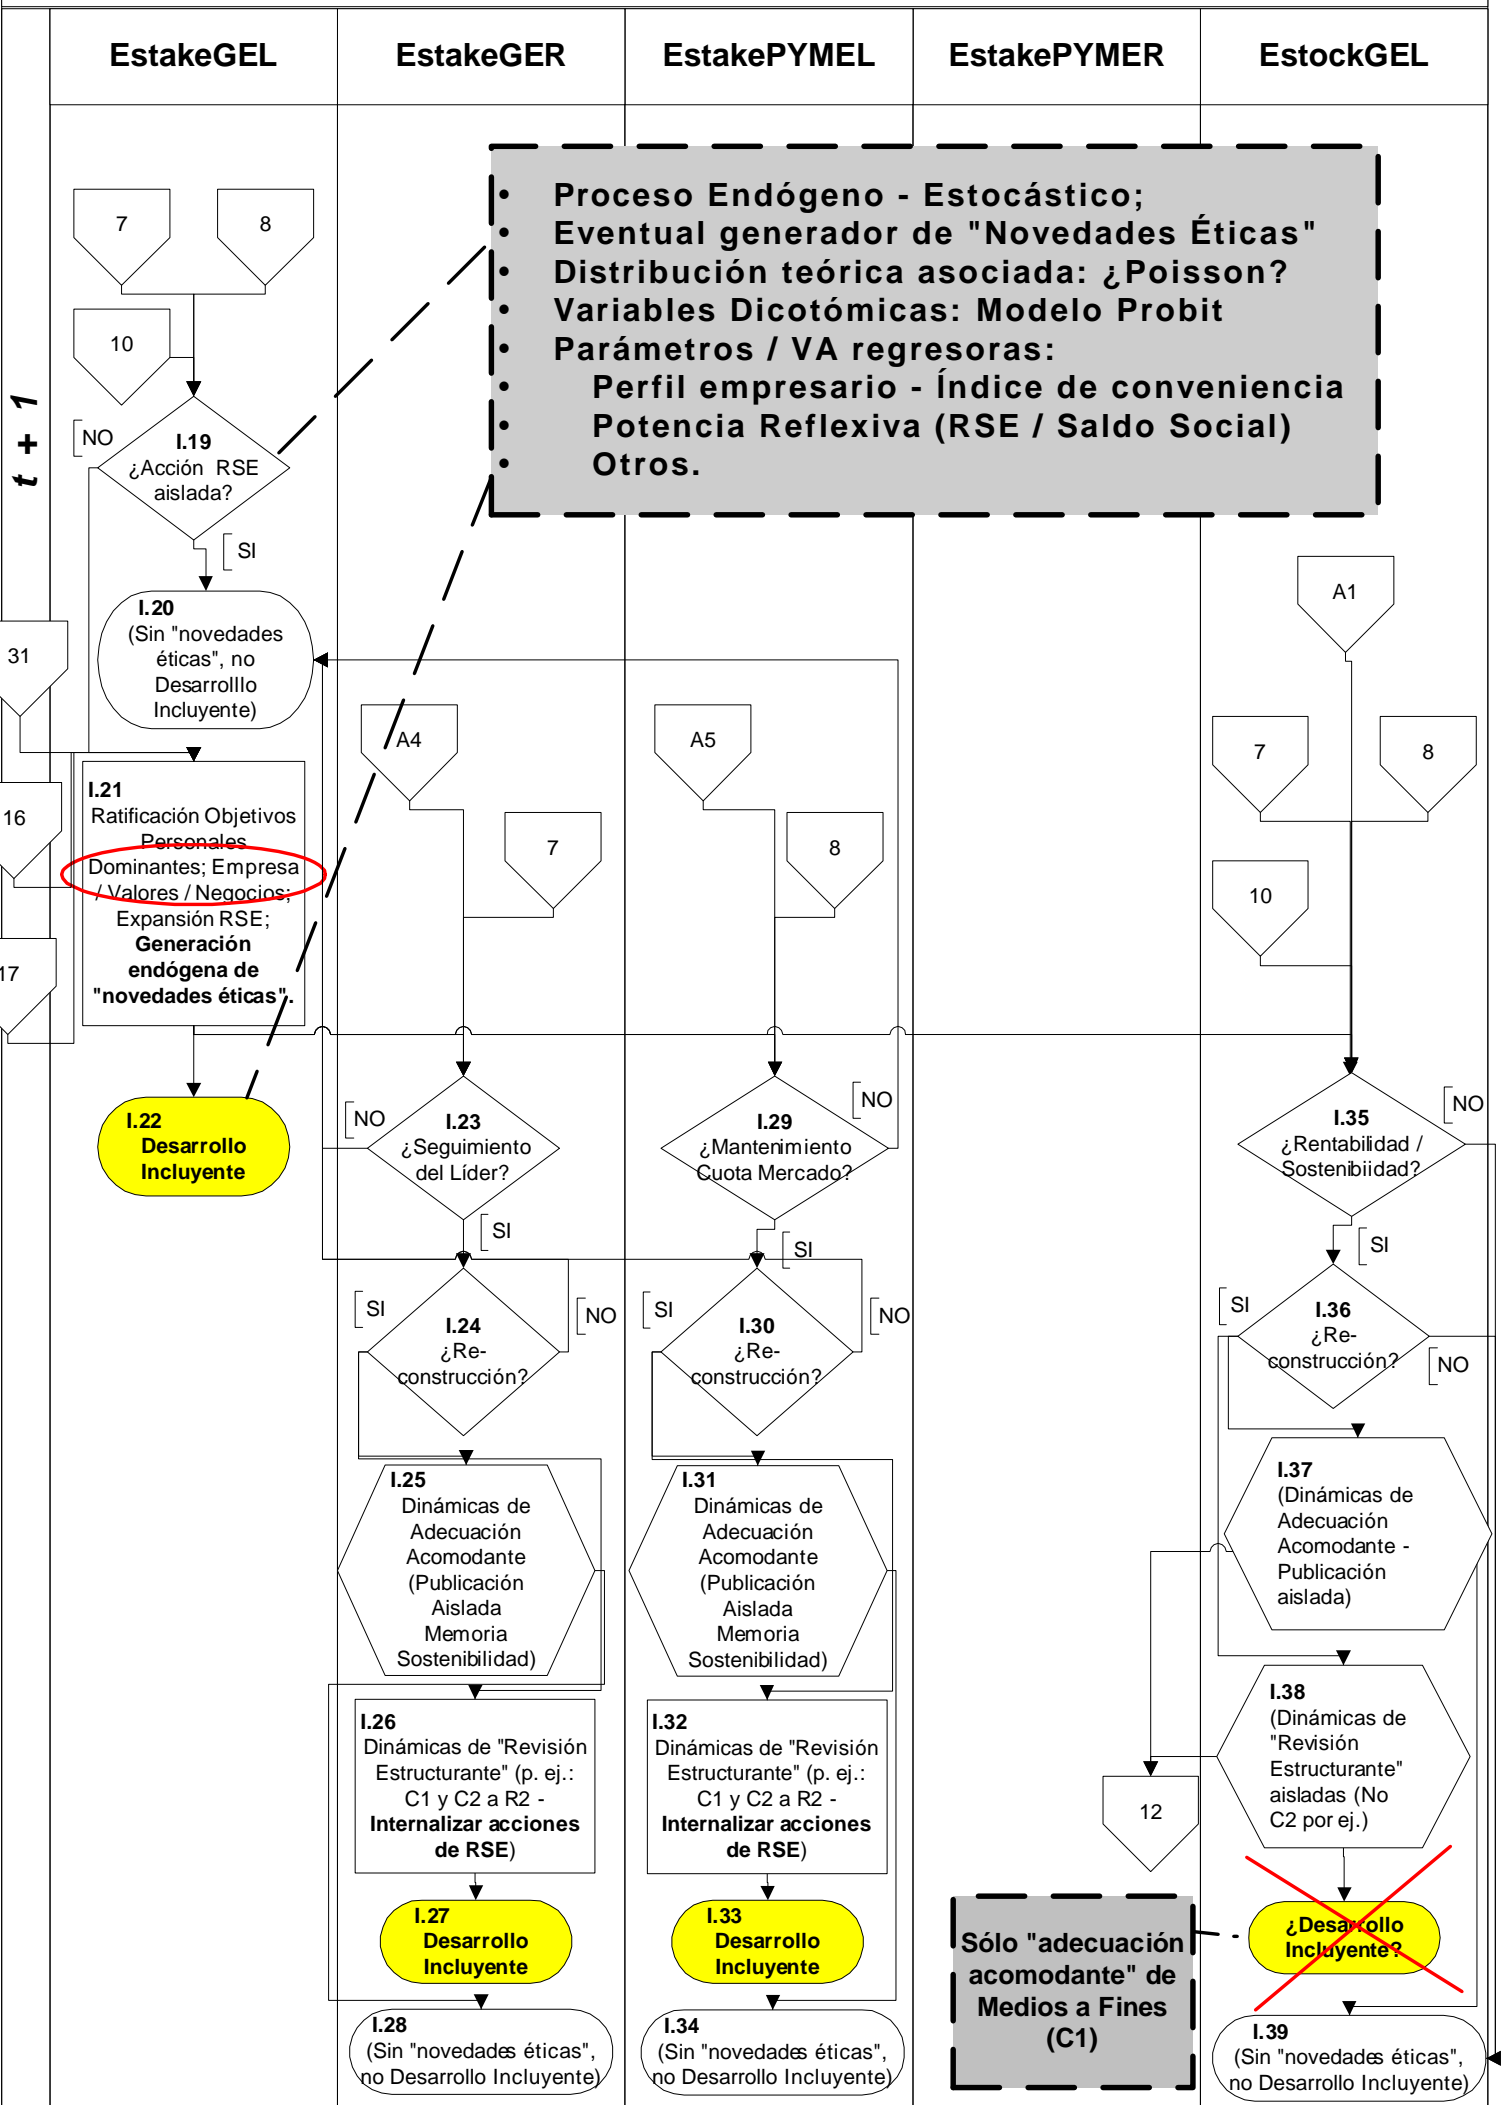 EstakeGEL
EstakeGER
EstakePYMEL
EstakePYMER
EstockGEL
t + 1
• Proceso Endógeno - Estocástico;
• Eventual generador de "Novedades Éticas"
• Distribución teórica asociada: ¿Poisson?
• Variables Dicotómicas: Modelo Probit
• Parámetros / VA regresoras:
• Perfil empresario - Índice de conveniencia
• Potencia Reflexiva (RSE / Saldo Social)
• Otros.
7
8
10
NO
I.19
¿Acción RSE
aislada?
SI
I.20
(Sin "novedades
éticas", no
Desarrolllo
Incluyente)
31
16
17
I.21
Ratificación Objetivos
Personales
Dominantes; Empresa
/ Valores / Negocios;
Expansión RSE;
Generación
endógena de
"novedades éticas".
I.22
Desarrollo
Incluyente
A4
7
NO
I.23
¿Seguimiento
del Líder?
SI
SI
I.24
¿Re-
construcción?
NO
I.25
Dinámicas de
Adecuación
Acomodante
(Publicación
Aislada
Memoria
Sostenibilidad)
I.26
Dinámicas de "Revisión
Estructurante" (p. ej.:
C1 y C2 a R2 -
Internalizar acciones
de RSE)
I.27
Desarrollo
Incluyente
I.28
(Sin "novedades éticas",
no Desarrollo Incluyente)
A5
8
NO
I.29
¿Mantenimiento
Cuota Mercado?
SI
SI
I.30
¿Re-
construcción?
NO
I.31
Dinámicas de
Adecuación
Acomodante
(Publicación
Aislada
Memoria
Sostenibilidad)
I.32
Dinámicas de "Revisión
Estructurante" (p. ej.:
C1 y C2 a R2 -
Internalizar acciones
de RSE)
I.33
Desarrollo
Incluyente
I.34
(Sin "novedades éticas",
no Desarrollo Incluyente)
A1
7
8
10
NO
I.35
¿Rentabilidad /
Sostenibiidad?
SI
SI
I.36
¿Re-
construcción?
NO
I.37
(Dinámicas de
Adecuación
Acomodante -
Publicación
aislada)
I.38
(Dinámicas de
"Revisión
Estructurante"
aisladas (No
C2 por ej.)
12
Sólo "adecuación
acomodante" de
Medios a Fines
(C1)
¿Desarrollo
Incluyente?
I.39
(Sin "novedades éticas",
no Desarrollo Incluyente)